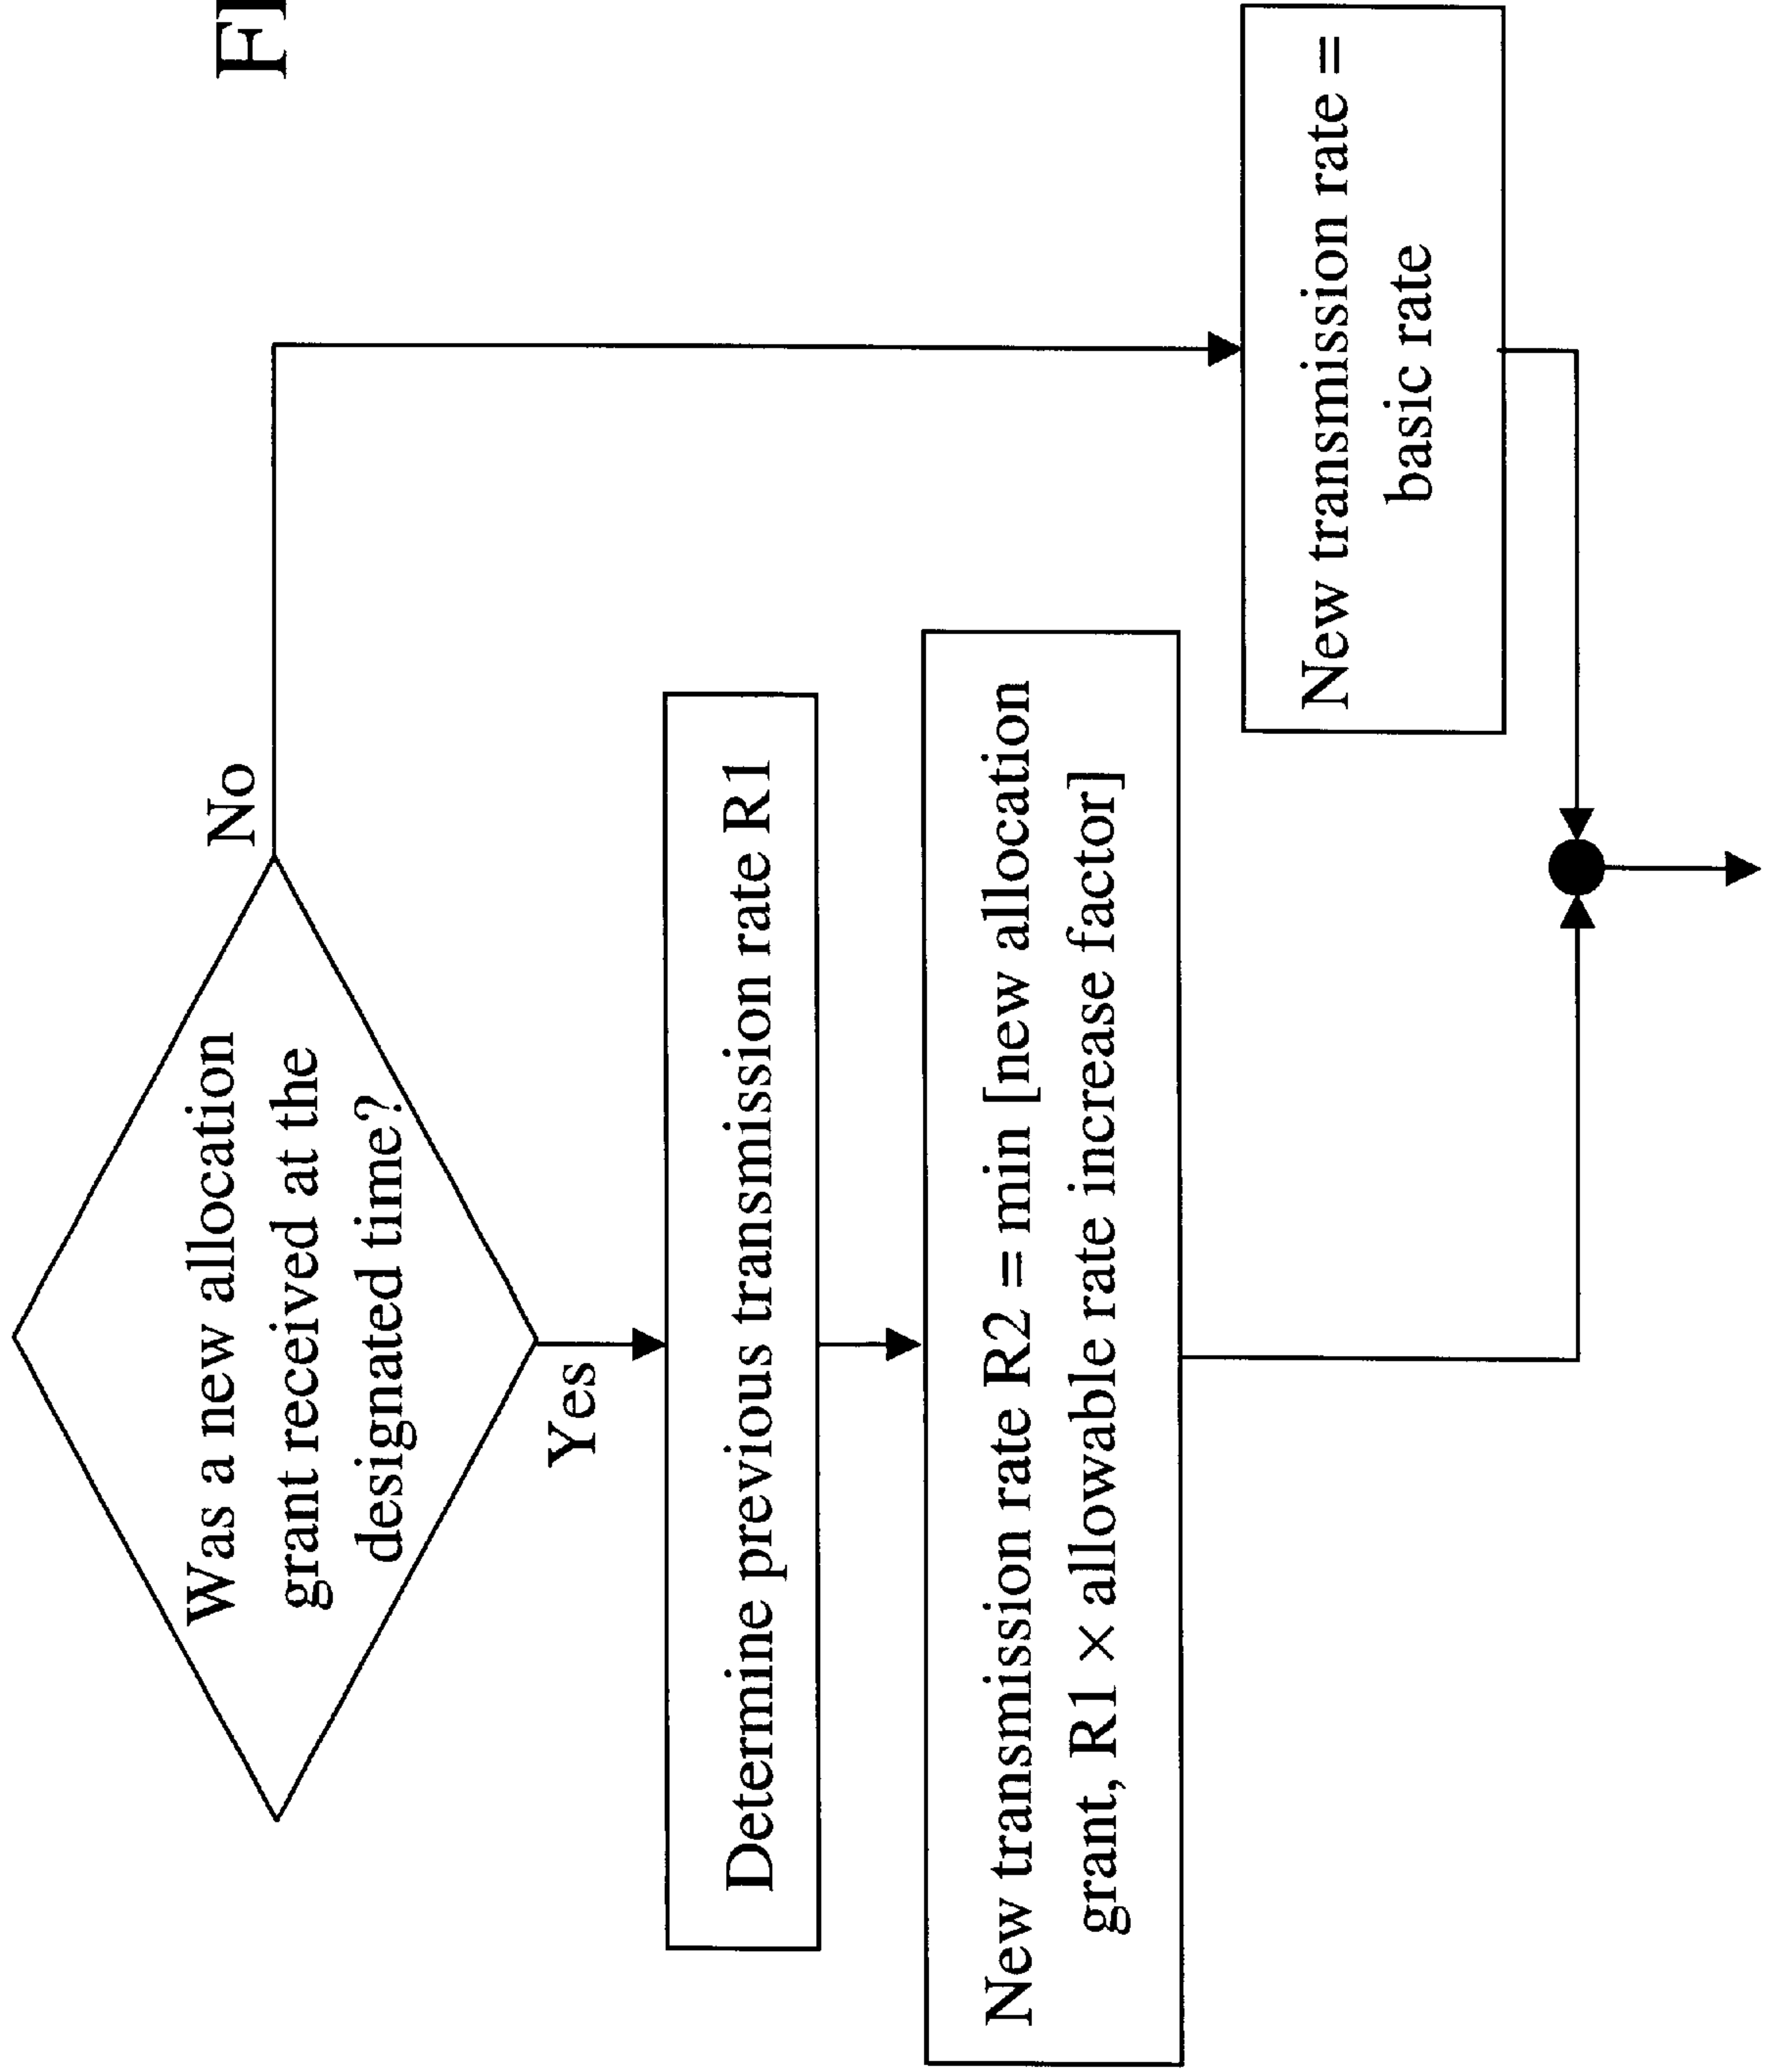 Was a new allocation
grant received at the
designated time?
No
Yes
Determine previous transmission rate R1
New transmission rate R2 = min [new allocation
grant, R1 × allowable rate increase factor]
New transmission rate =
basic rate